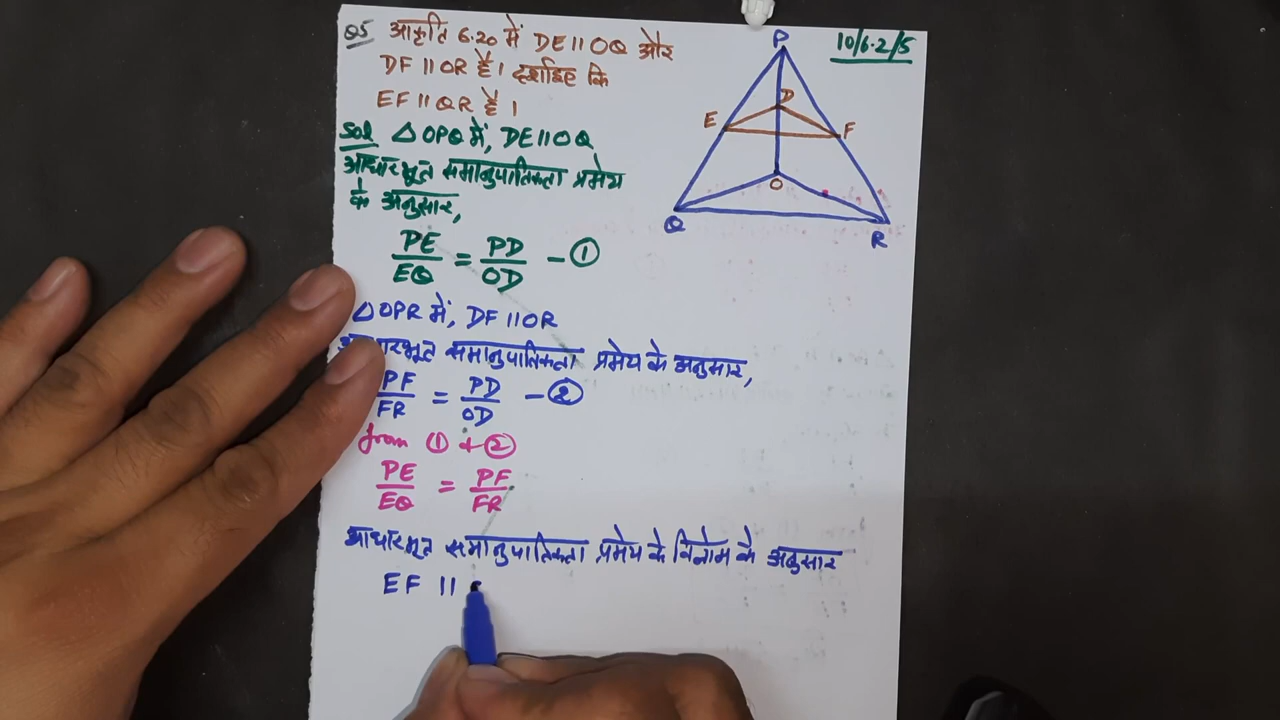 Q5 आकृति 6.20 में DE || OQ और
DF || OR है। दर्शाइए कि
EF || QR है।
Sol △OPQ में, DE || OQ
आधारभूत समानुपातिकता प्रमेय
के अनुसार,
PE/EQ = PD/OD - ①
△OPR में, DF || OR
आधारभूत समानुपातिकता प्रमेय के अनुसार,
PF/FR = PD/OD - ②
from ① + ②
PE/EQ = PF/FR
आधारभूत समानुपातिकता प्रमेय के विलोम के अनुसार
EF ||
10/6.2/5
P
D
E F
O
Q R